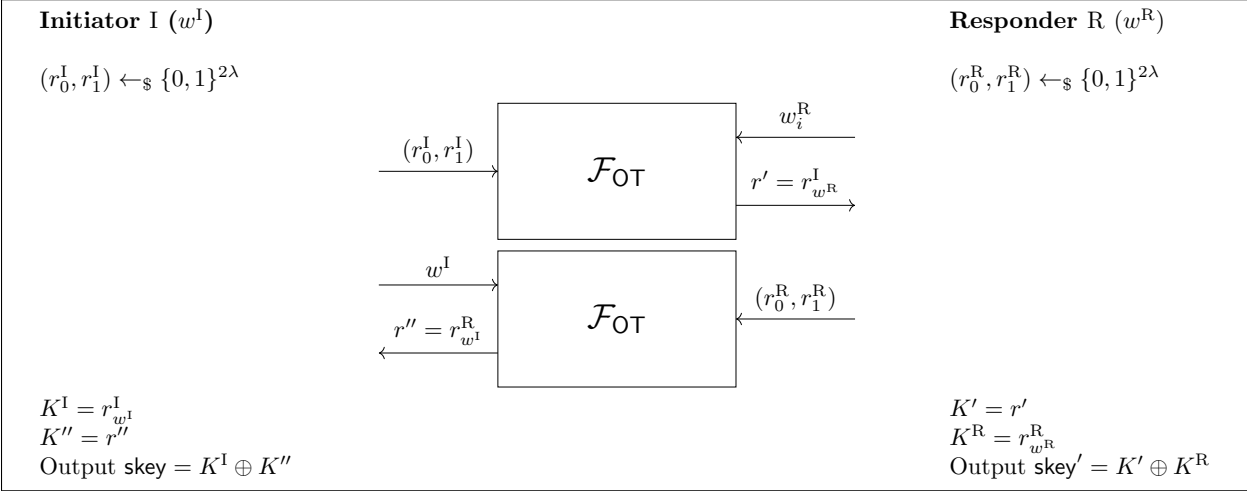 Initiator I (w^I)
Responder R (w^R)
(r_0^I, r_1^I) ←_$ {0, 1}^{2λ}
(r_0^R, r_1^R) ←_$ {0, 1}^{2λ}
w_i^R
(r_0^I, r_1^I)
F_OT
r′ = r_{w^R}^I
w^I
(r_0^R, r_1^R)
F_OT
r′′ = r_{w^I}^R
K^I = r_{w^I}^I
K′′ = r′′
Output skey = K^I ⊕ K′′
K′ = r′
K^R = r_{w^R}^R
Output skey′ = K′ ⊕ K^R